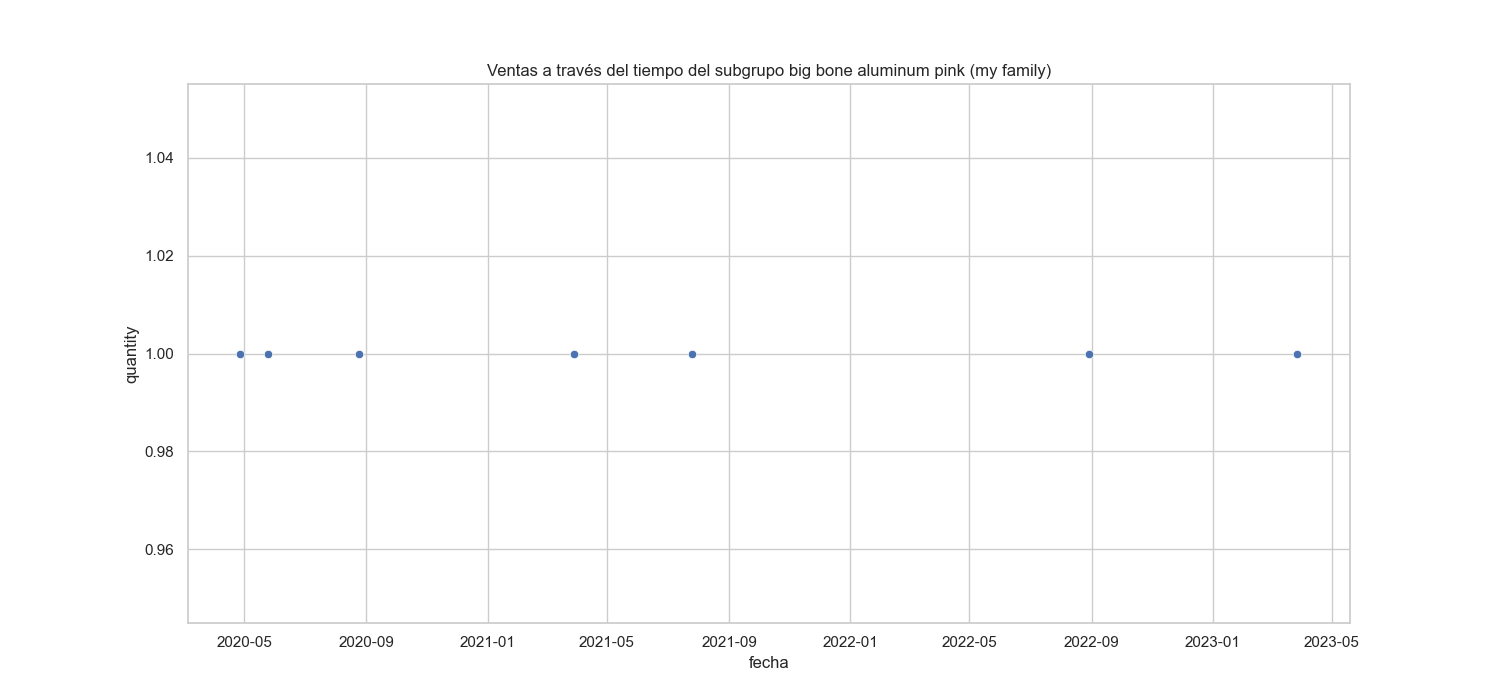 Ventas a través del tiempo del subgrupo big bone aluminum pink (my family)
1.04
1.02
1.00
0.98
0.96
quantity
2020-05 2020-09 2021-01 2021-05 2021-09 2022-01 2022-05 2022-09 2023-01 2023-05
fecha